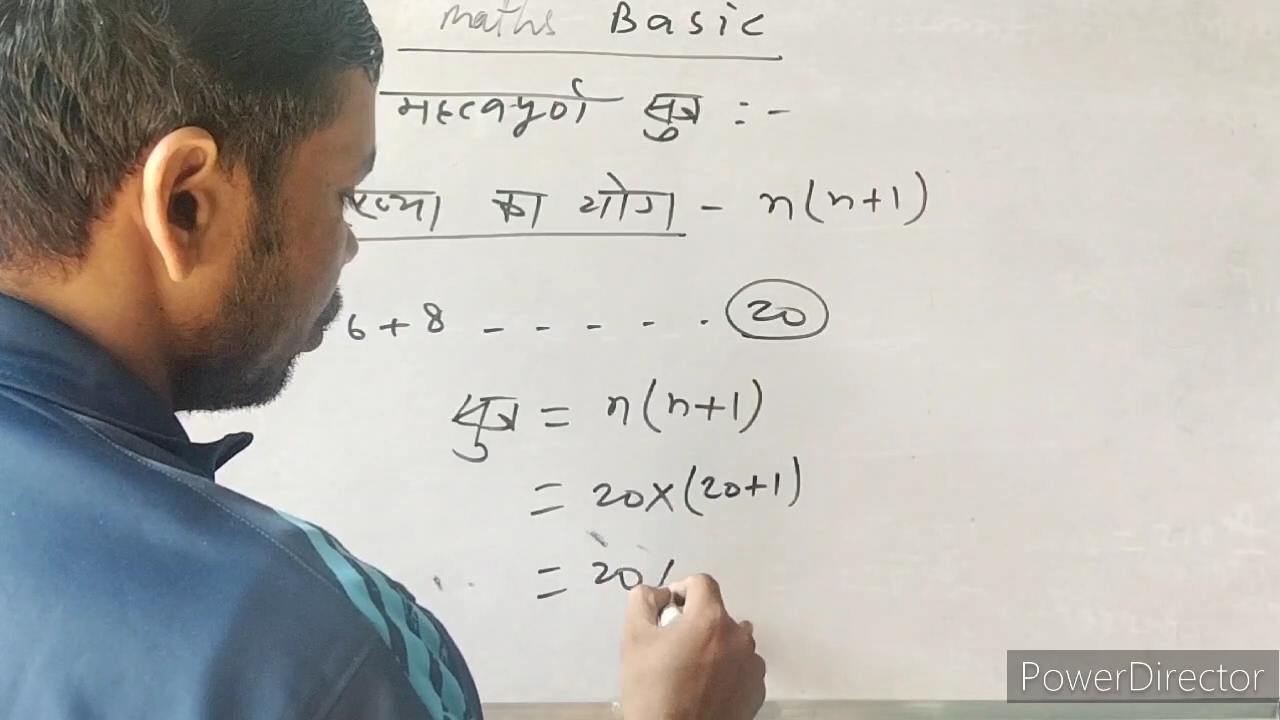 maths Basic
महत्वपूर्ण सूत्र :-
का योग - n(n+1)
6 + 8 - - - - - . 20
सूत्र = n(n+1)
= 20×(20+1)
= 20
PowerDirector